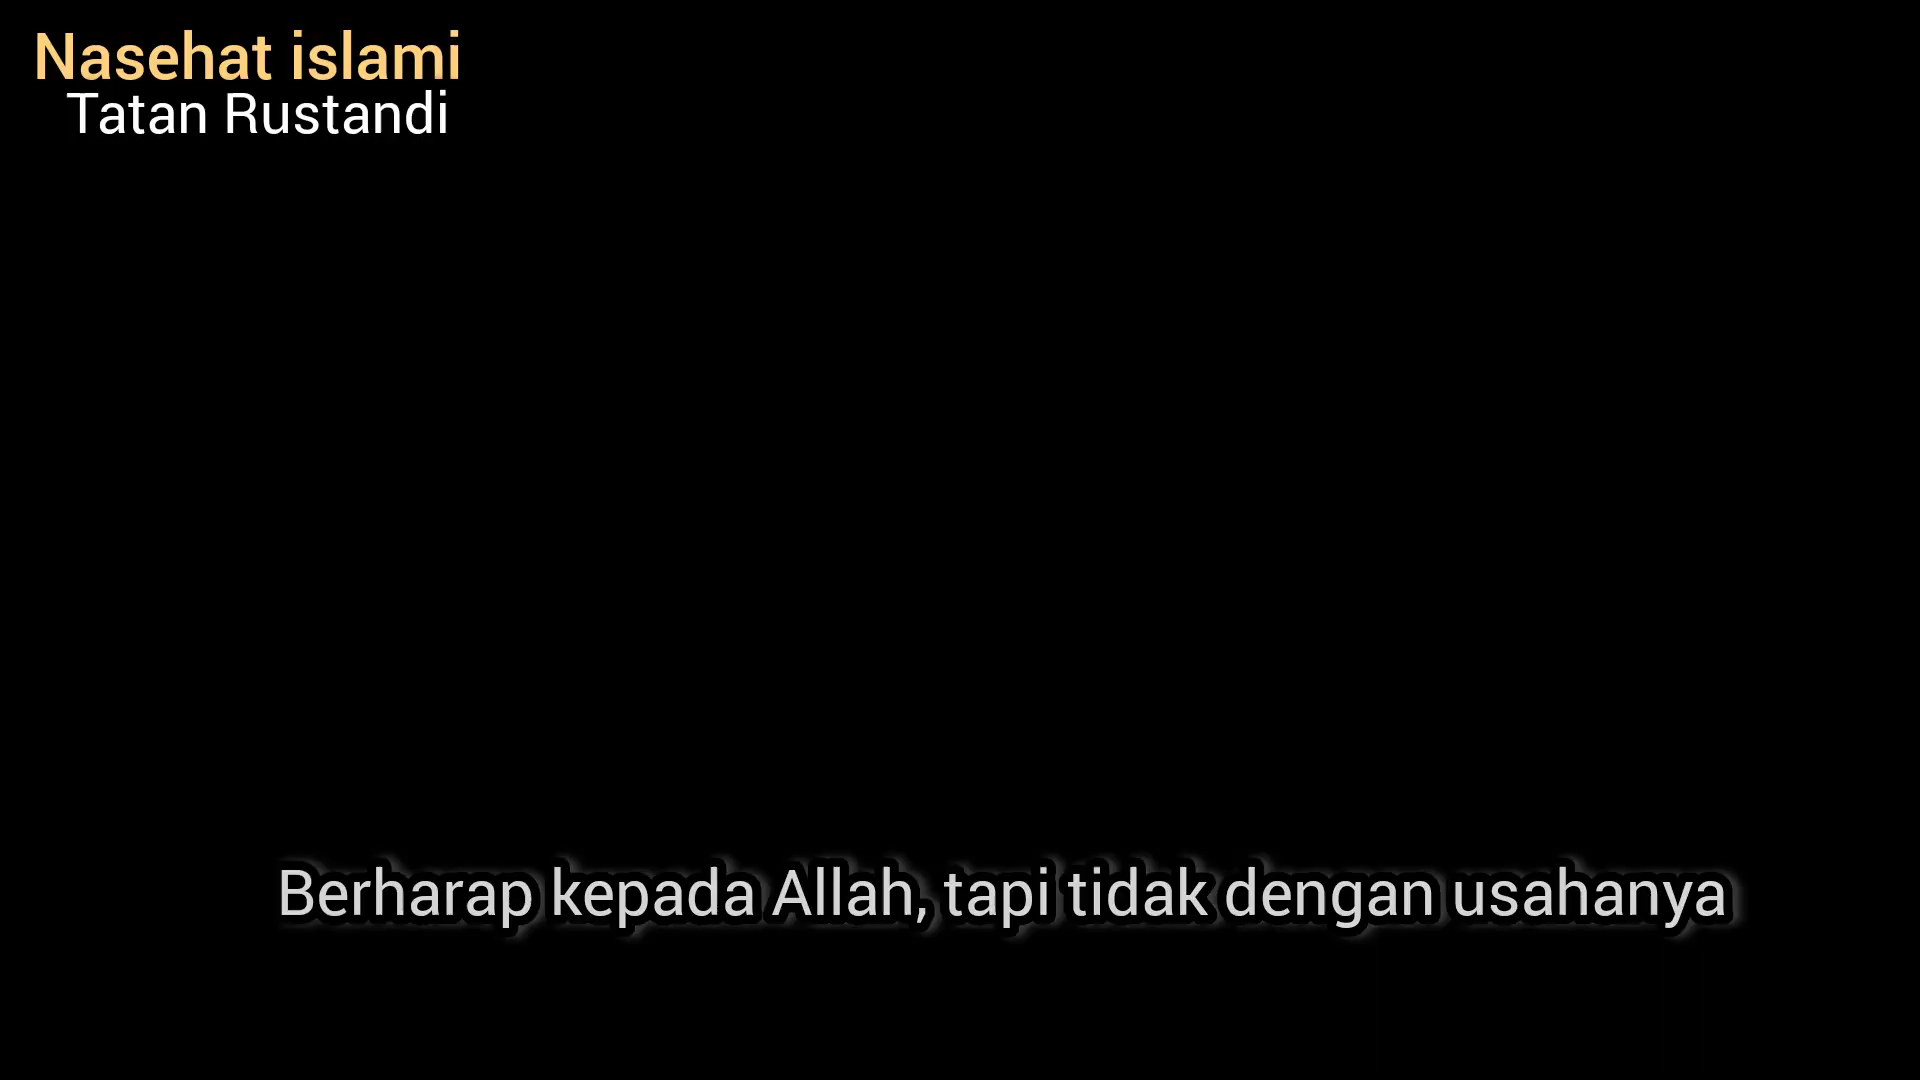 Nasehat islami
Tatan Rustandi
Berharap kepada Allah, tapi tidak dengan usahanya